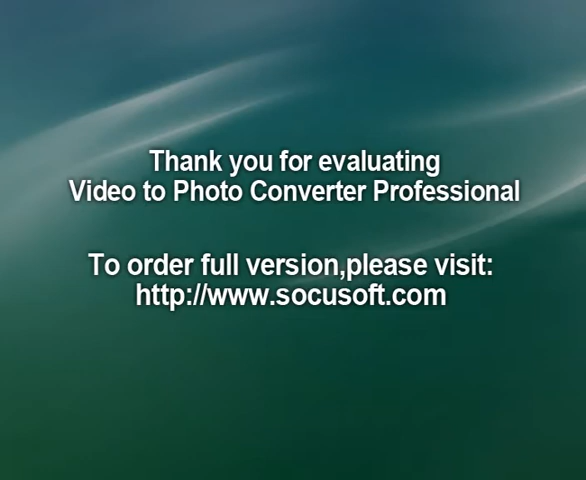 Thank you for evaluating
Video to Photo Converter Professional
To order full version,please visit:
http://www.socusoft.com